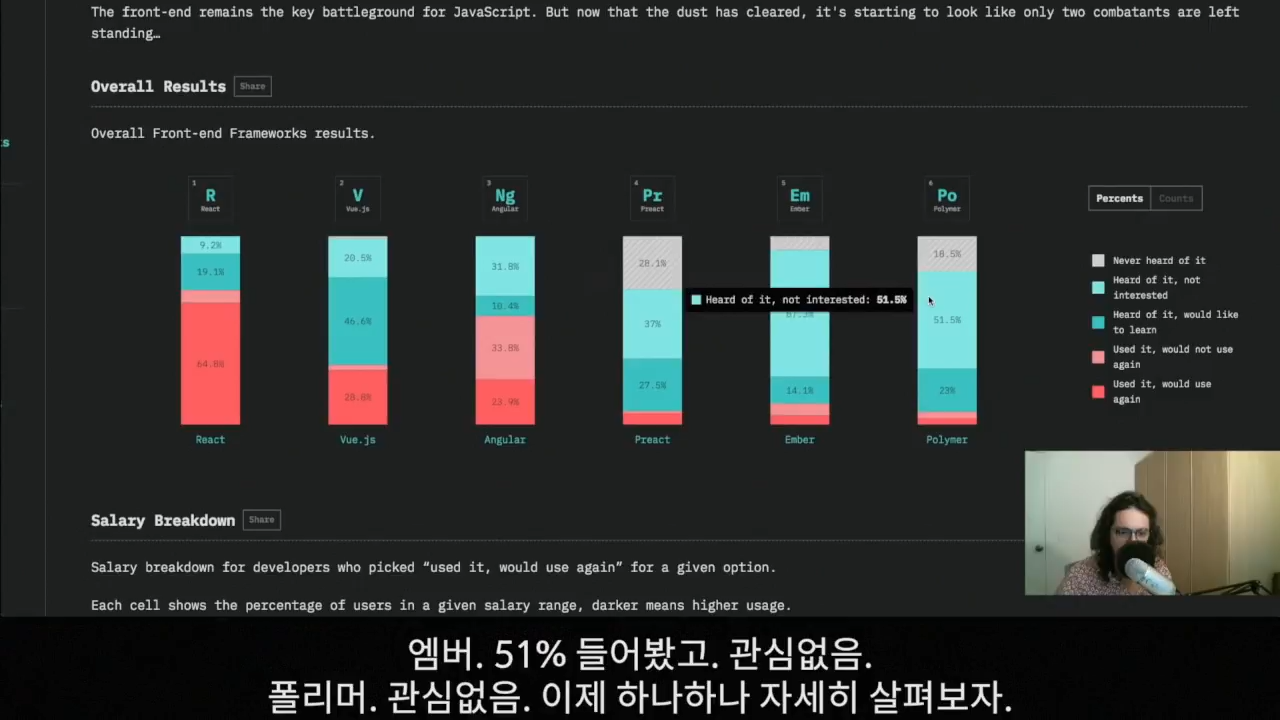 The front-end remains the key battleground for JavaScript. But now that the dust has cleared, it's starting to look like only two combatants are left
standing…
Overall Results Share
Overall Front-end Frameworks results.
1 R React
2 V Vue.js
3 Ng Angular
4 Pr Preact
5 Em Ember
6 Po Polymer
Percents Counts
9.2%
19.1%
64.8%
React
20.5%
46.6%
28.8%
Vue.js
31.8%
10.4%
33.8%
23.9%
Angular
28.1%
37%
27.5%
Preact
14.1%
Ember
18.5%
51.5%
23%
Polymer
Heard of it, not interested: 51.5%
Never heard of it
Heard of it, not
interested
Heard of it, would like
to learn
Used it, would not use
again
Used it, would use
again
Salary Breakdown Share
Salary breakdown for developers who picked “used it, would use again” for a given option.
Each cell shows the percentage of users in a given salary range, darker means higher usage.
엠버. 51% 들어봤고. 관심없음.
폴리머. 관심없음. 이제 하나하나 자세히 살펴보자.